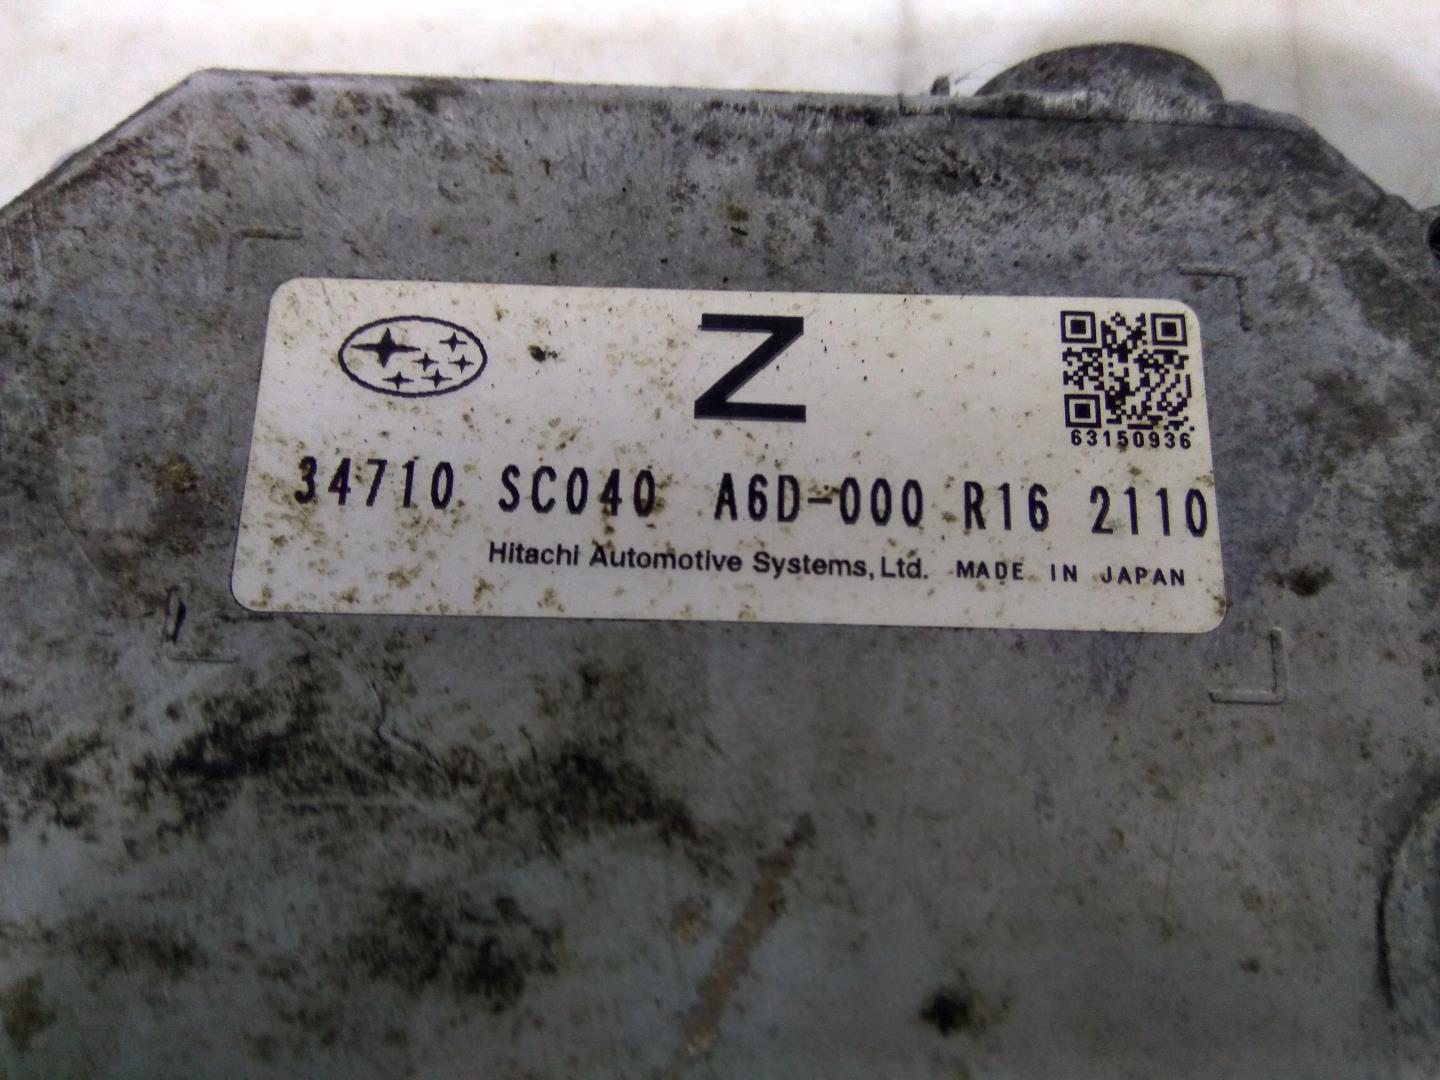 Z
63150936
34710 SC040 A6D-000 R16 2110
Hitachi Automotive Systems, Ltd. MADE IN JAPAN